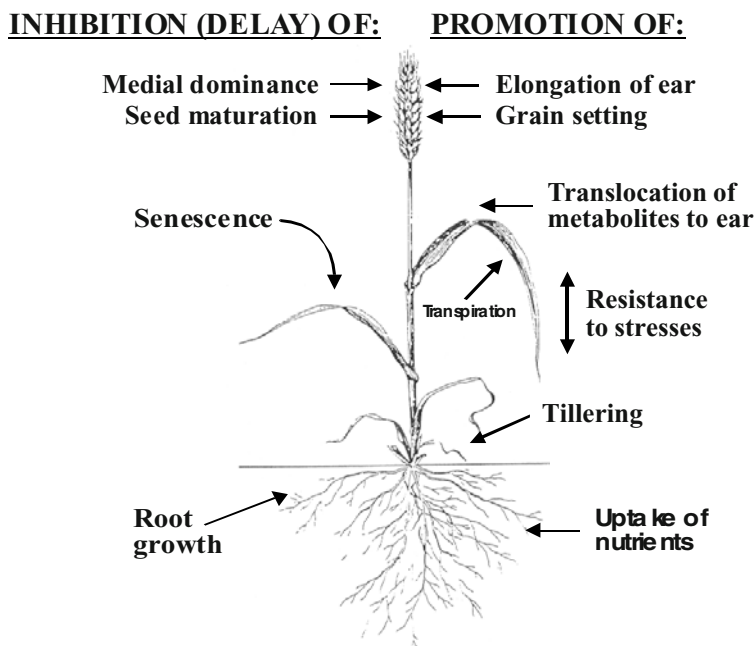 INHIBITION (DELAY) OF: PROMOTION OF:
Medial dominance
Elongation of ear
Seed maturation
Grain setting
Translocation of
metabolites to ear
Senescence
Transpiration
Resistance
to stresses
Tillering
Root
growth
Uptake of
nutrients